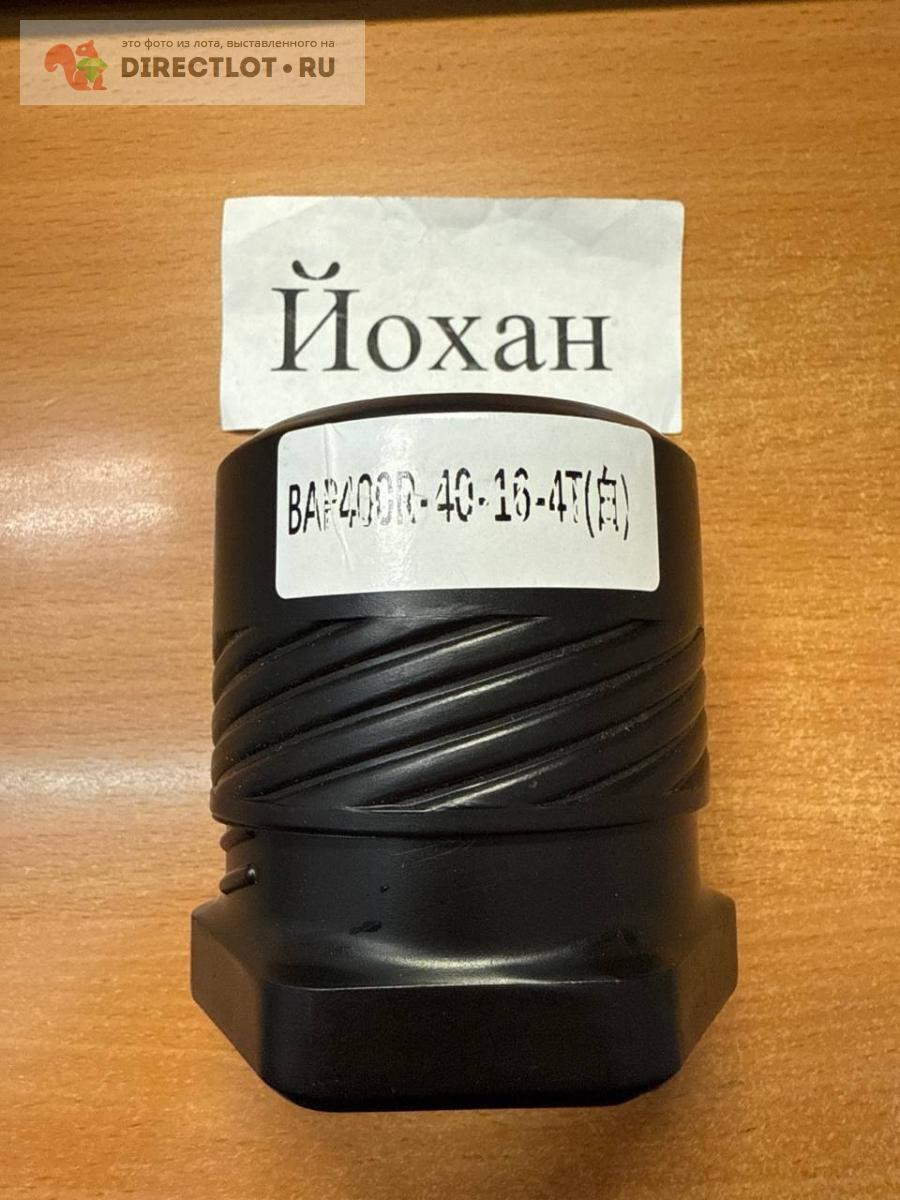 это фото из лота, выставленного на
DIRECTLOT•RU
Йохан
BAP400R-40-16-4T(白)